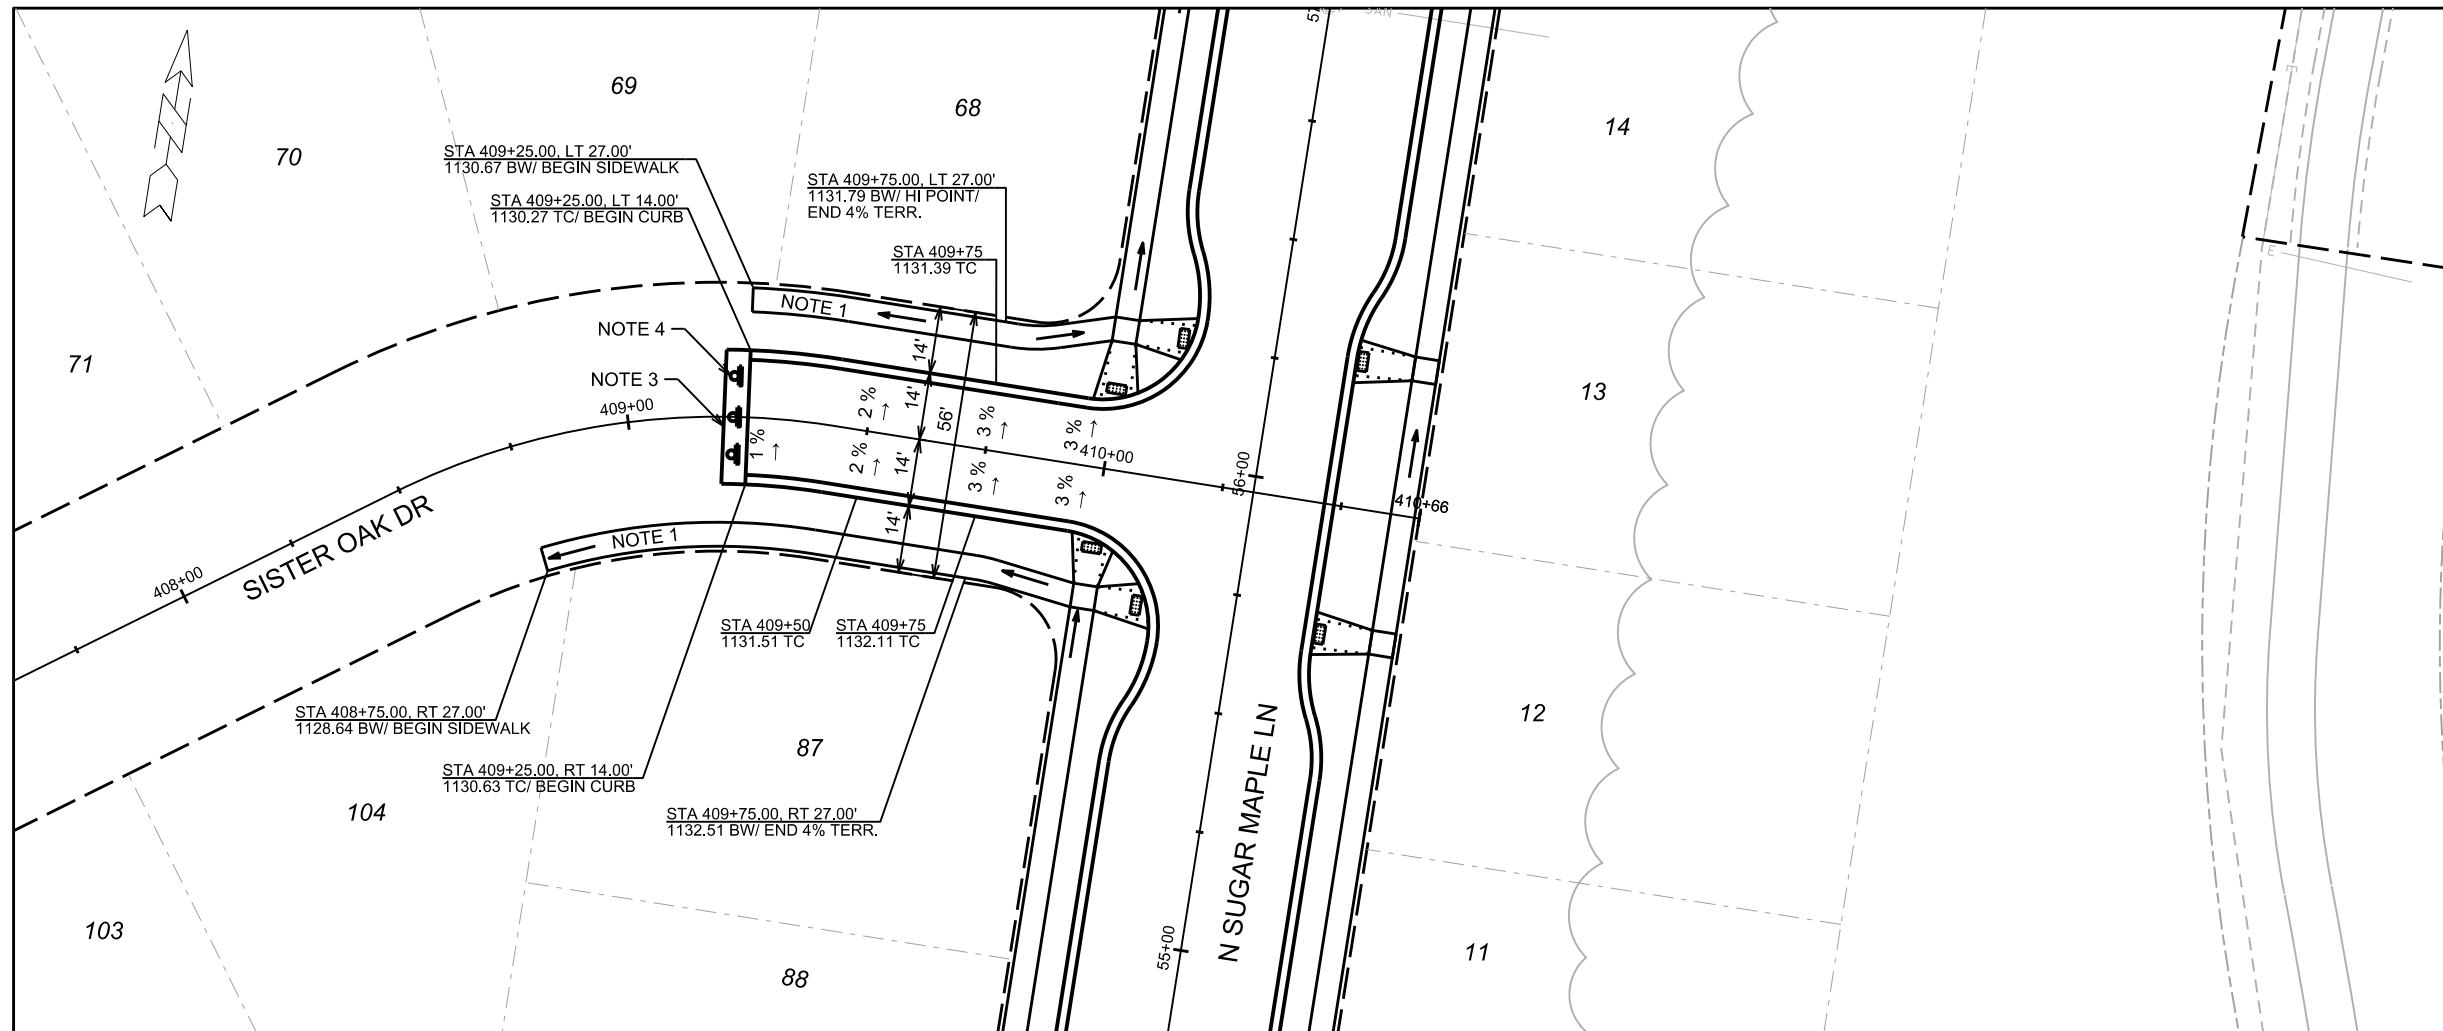 57
SAN
69
68
70
14
N
STA 409+25.00, LT 27.00'
1130.67 BW/ BEGIN SIDEWALK
STA 409+75.00, LT 27.00'
1131.79 BW/ HI POINT/
END 4% TERR.
STA 409+25.00, LT 14.00'
1130.27 TC/ BEGIN CURB
STA 409+75
1131.39 TC
E
E
NOTE 1
NOTE 4
71
14'
NOTE 3
13
409+00
2 %
→
14'
56'
3 %
→
3 %
→
1 %
→
2 %
→
14'
3 %
→
3 %
→
410+00
56+00
410+66
SISTER OAK DR
14'
NOTE 1
408+00
STA 409+50
1131.51 TC
STA 409+75
1132.11 TC
STA 408+75.00, RT 27.00'
1128.64 BW/ BEGIN SIDEWALK
12
87
STA 409+25.00, RT 14.00'
1130.63 TC/ BEGIN CURB
104
STA 409+75.00, RT 27.00'
1132.51 BW/ END 4% TERR.
N SUGAR MAPLE LN
103
55+00
11
88